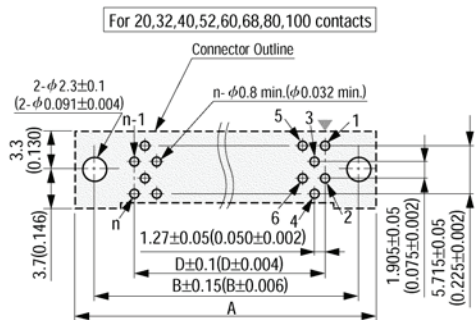 For 20,32,40,52,60,68,80,100 contacts
Connector Outline
2-ϕ2.3±0.1
(2-ϕ0.091±0.004)
n-ϕ0.8 min.(ϕ0.032 min.)
n-1
5
3
1
3.3
(0.130)
3.7(0.146)
n
6
4
2
1.27±0.05(0.050±0.002)
D±0.1(D±0.004)
B±0.15(B±0.006)
A
1.905±0.05
(0.075±0.002)
5.715±0.05
(0.225±0.002)